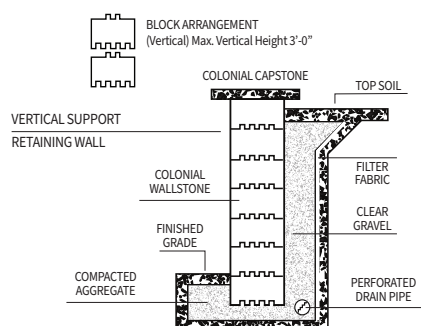 BLOCK ARRANGEMENT
(Vertical) Max. Vertical Height 3'-0”
COLONIAL CAPSTONE
TOP SOIL
VERTICAL SUPPORT
RETAINING WALL
COLONIAL
WALLSTONE
FILTER
FABRIC
CLEAR
GRAVEL
FINISHED
GRADE
COMPACTED
AGGREGATE
PERFORATED
DRAIN PIPE